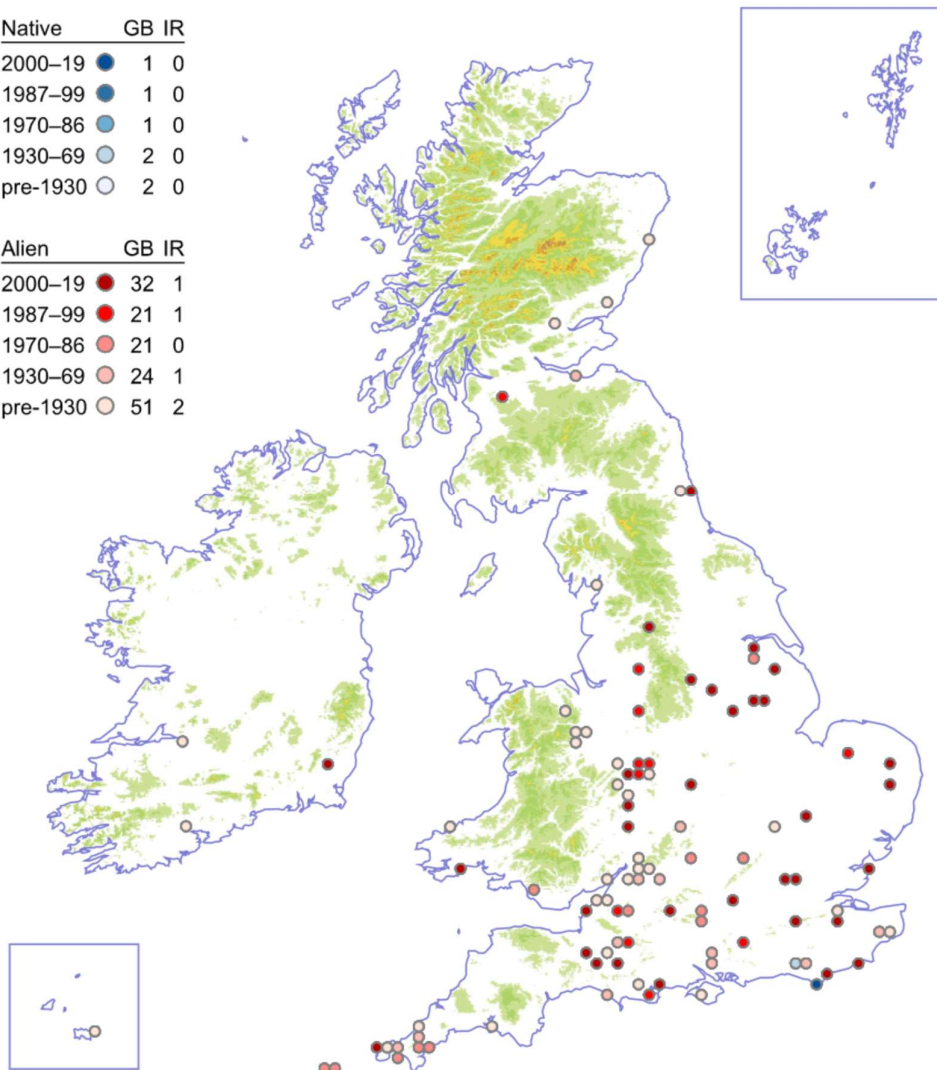 Native GB IR
2000–19 1 0
1987–99 1 0
1970–86 1 0
1930–69 2 0
pre-1930 2 0
Alien GB IR
2000–19 32 1
1987–99 21 1
1970–86 21 0
1930–69 24 1
pre-1930 51 2